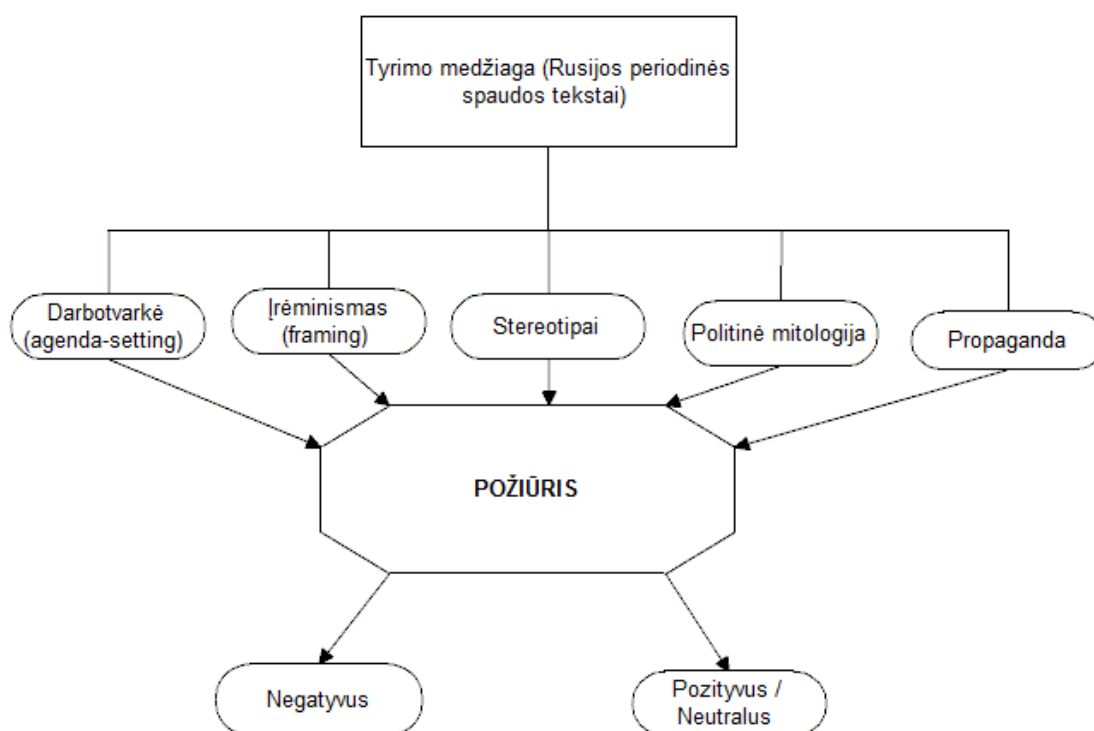 Tyrimo medžiaga (Rusijos periodinės
spaudos tekstai)
Darbotvarkė
(agenda-setting)
Įrėminismas
(framing)
Stereotipai
Politinė mitologija
Propaganda
POŽIŪRIS
Negatyvus
Pozityvus /
Neutralus